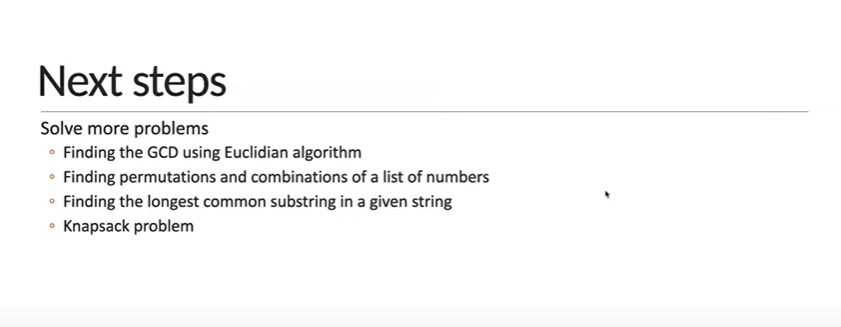 Next steps
Solve more problems
Finding the GCD using Euclidian algorithm
Finding permutations and combinations of a list of numbers
Finding the longest common substring in a given string
Knapsack problem